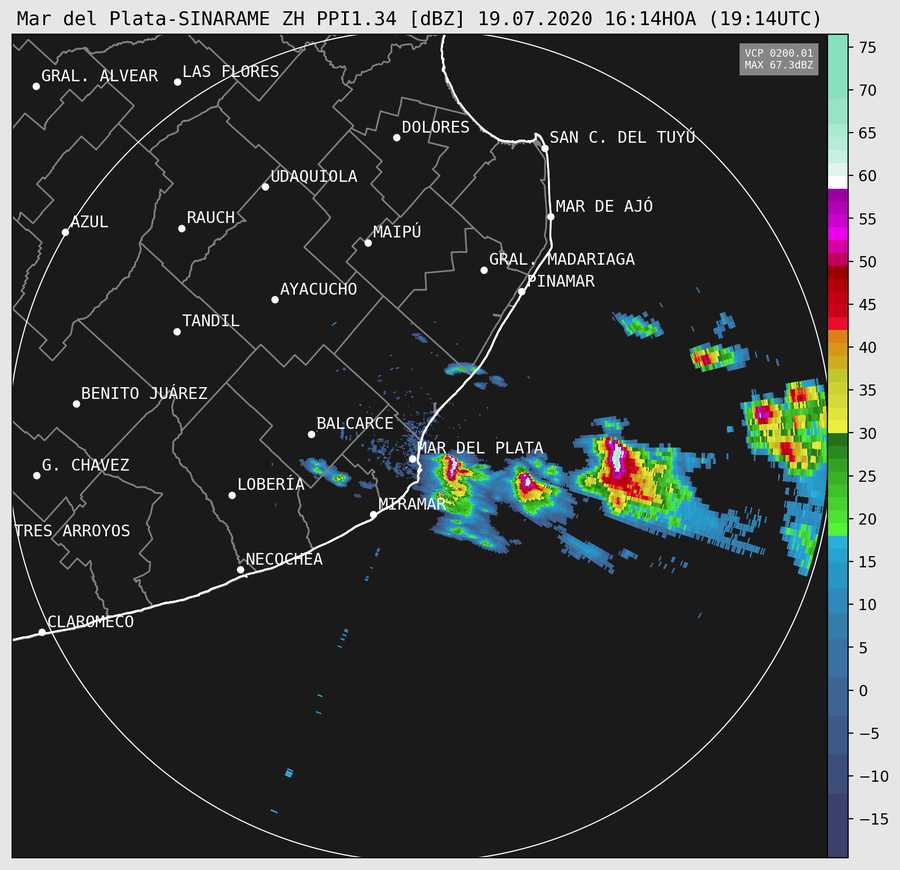 Mar del Plata-SINARAME ZH PPI1.34 [dBZ] 19.07.2020 16:14HOA (19:14UTC)
VCP 0200.01
MAX 67.3dBZ
GRAL. ALVEAR
LAS FLORES
DOLORES
SAN C. DEL TUYÚ
UDAQUIOLA
MAR DE AJÓ
AZUL
RAUCH
MAIPÚ
GRAL. MADARIAGA
PINAMAR
AYACUCHO
TANDIL
BENITO JUÁREZ
BALCARCE
MAR DEL PLATA
G. CHAVEZ
LOBERÍA
MIRAMAR
TRES ARROYOS
NECOCHEA
CLAROMECO
75
70
65
60
55
50
45
40
35
30
25
20
15
10
5
0
−5
−10
−15